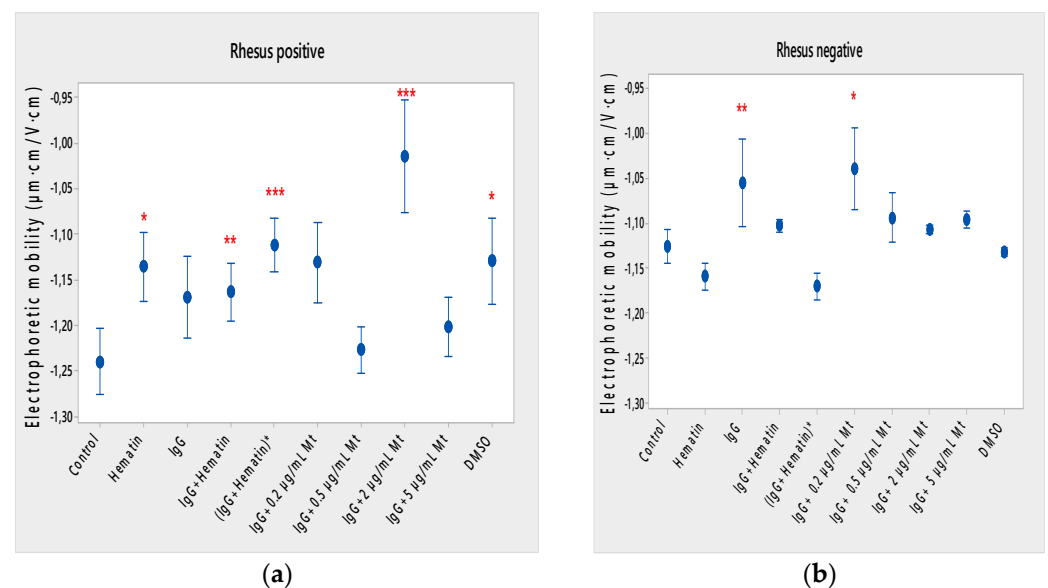 Rhesus positive
Electrophoretic mobility (µm·cm/V·cm)
-0,95
-1,00
-1,05
-1,10
-1,15
-1,20
-1,25
-1,30
*
**
***
***
*
Control
Hematin
IgG
IgG+Hematin
(IgG+Hematin)*
IgG+ 0.2 µg/mL Mt
IgG+ 0.5 µg/mL Mt
IgG+ 2 µg/mL Mt
IgG+ 5 µg/mL Mt
DMSO
(a)
Rhesus negative
Electrophoretic mobility (µm·cm/V·cm)
-0,95
-1,00
-1,05
-1,10
-1,15
-1,20
-1,25
-1,30
**
*
Control
Hematin
IgG
IgG+Hematin
(IgG+Hematin)*
IgG+ 0.2 µg/mL Mt
IgG+ 0.5 µg/mL Mt
IgG+ 2 µg/mL Mt
IgG+ 5 µg/mL Mt
DMSO
(b)